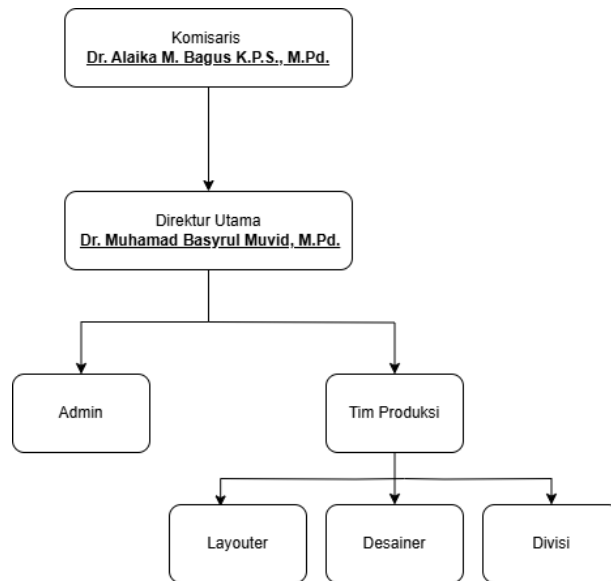 Komisaris
Dr. Alaika M. Bagus K.P.S., M.Pd.
Direktur Utama
Dr. Muhamad Basyrul Muvid, M.Pd.
Admin
Tim Produksi
Layouter
Desainer
Divisi